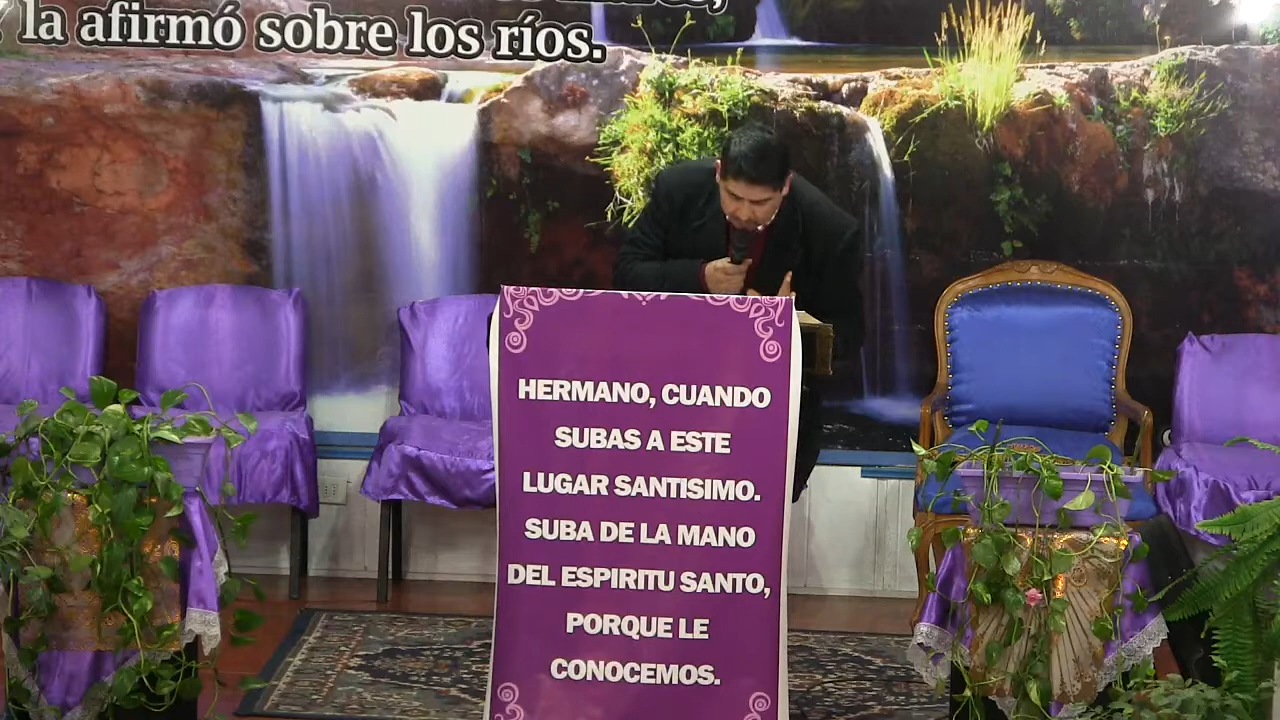 la afirmó sobre los ríos.
HERMANO, CUANDO
SUBAS A ESTE
LUGAR SANTISIMO.
SUBA DE LA MANO
DEL ESPIRITU SANTO,
PORQUE LE
CONOCEMOS.